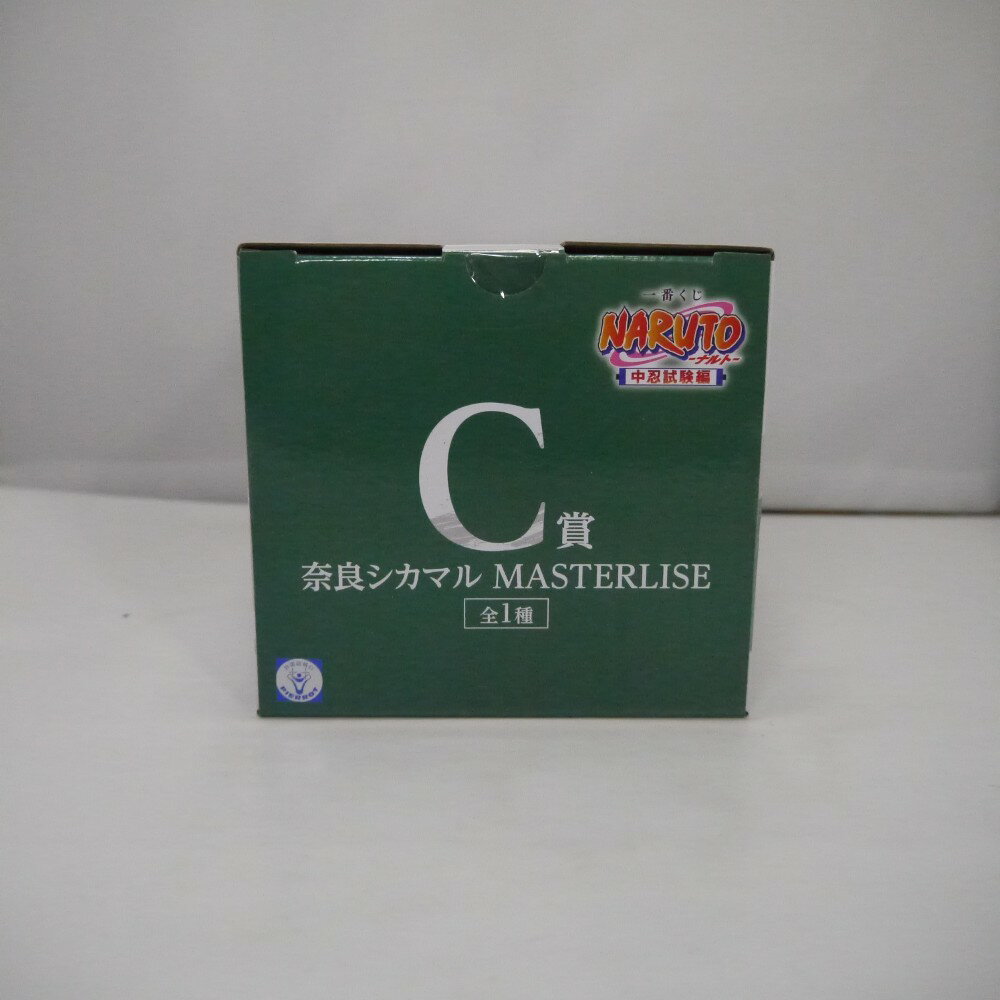 一番くじ
NARUTO
-ナルト-
中忍試験編
C賞
奈良シカマル MASTERLISE
全1種
PIERROT